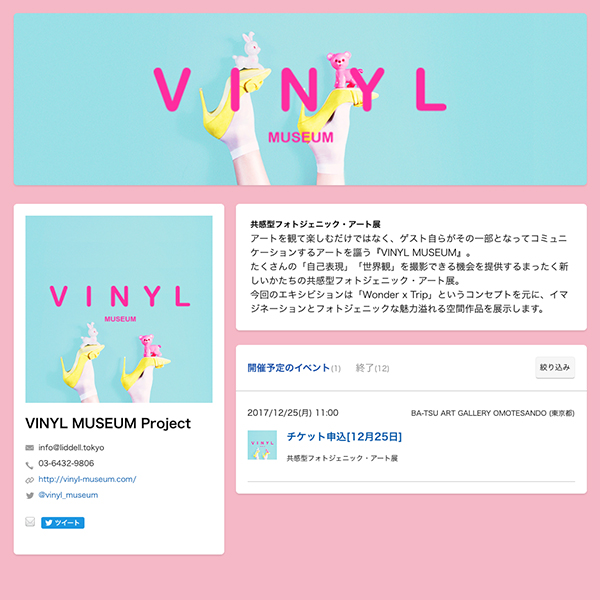 VINYL
MUSEUM
VINYL
MUSEUM
VINYL MUSEUM Project
info@liddell.tokyo
03-6432-9806
http://vinyl-museum.com/
@vinyl_museum
ツイート
共感型フォトジェニック・アート展
アートを観て楽しむだけではなく、ゲスト自らがその一部となってコミュニ
ケーションするアートを謳う『VINYL MUSEUM』。
たくさんの「自己表現」「世界観」を撮影できる機会を提供するまったく新
しいかたちの共感型フォトジェニック・アート展。
今回のエキシビションは「Wonder x Trip」というコンセプトを元に、イマ
ジネーションとフォトジェニックな魅力溢れる空間作品を展示します。
開催予定のイベント(1) 終了(12) 絞り込み
2017/12/25(月) 11:00 BA-TSU ART GALLERY OMOTESANDO (東京都)
VINYL
チケット申込[12月25日]
共感型フォトジェニック・アート展